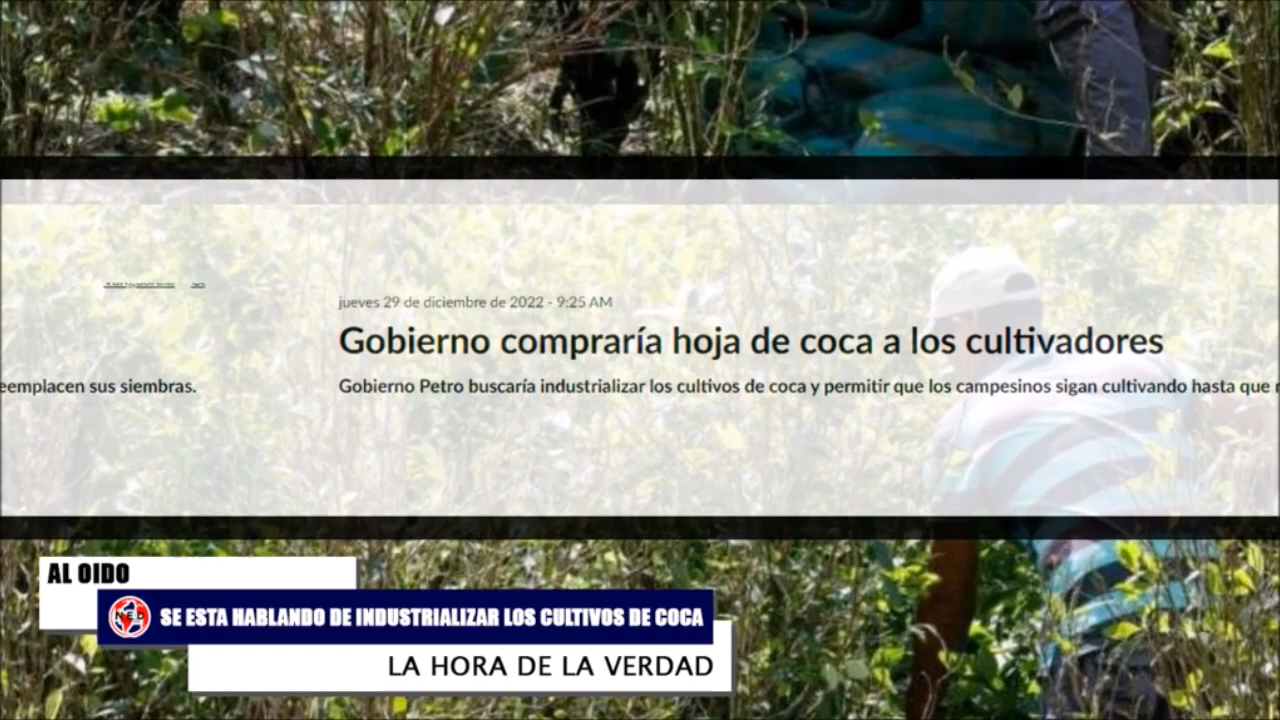 jueves 29 de diciembre de 2022 - 9:25 AM
Gobierno compraría hoja de coca a los cultivadores
eemplacen sus siembras.
Gobierno Petro buscaría industrializar los cultivos de coca y permitir que los campesinos sigan cultivando hasta que
AL OIDO
SE ESTA HABLANDO DE INDUSTRIALIZAR LOS CULTIVOS DE COCA
LA HORA DE LA VERDAD